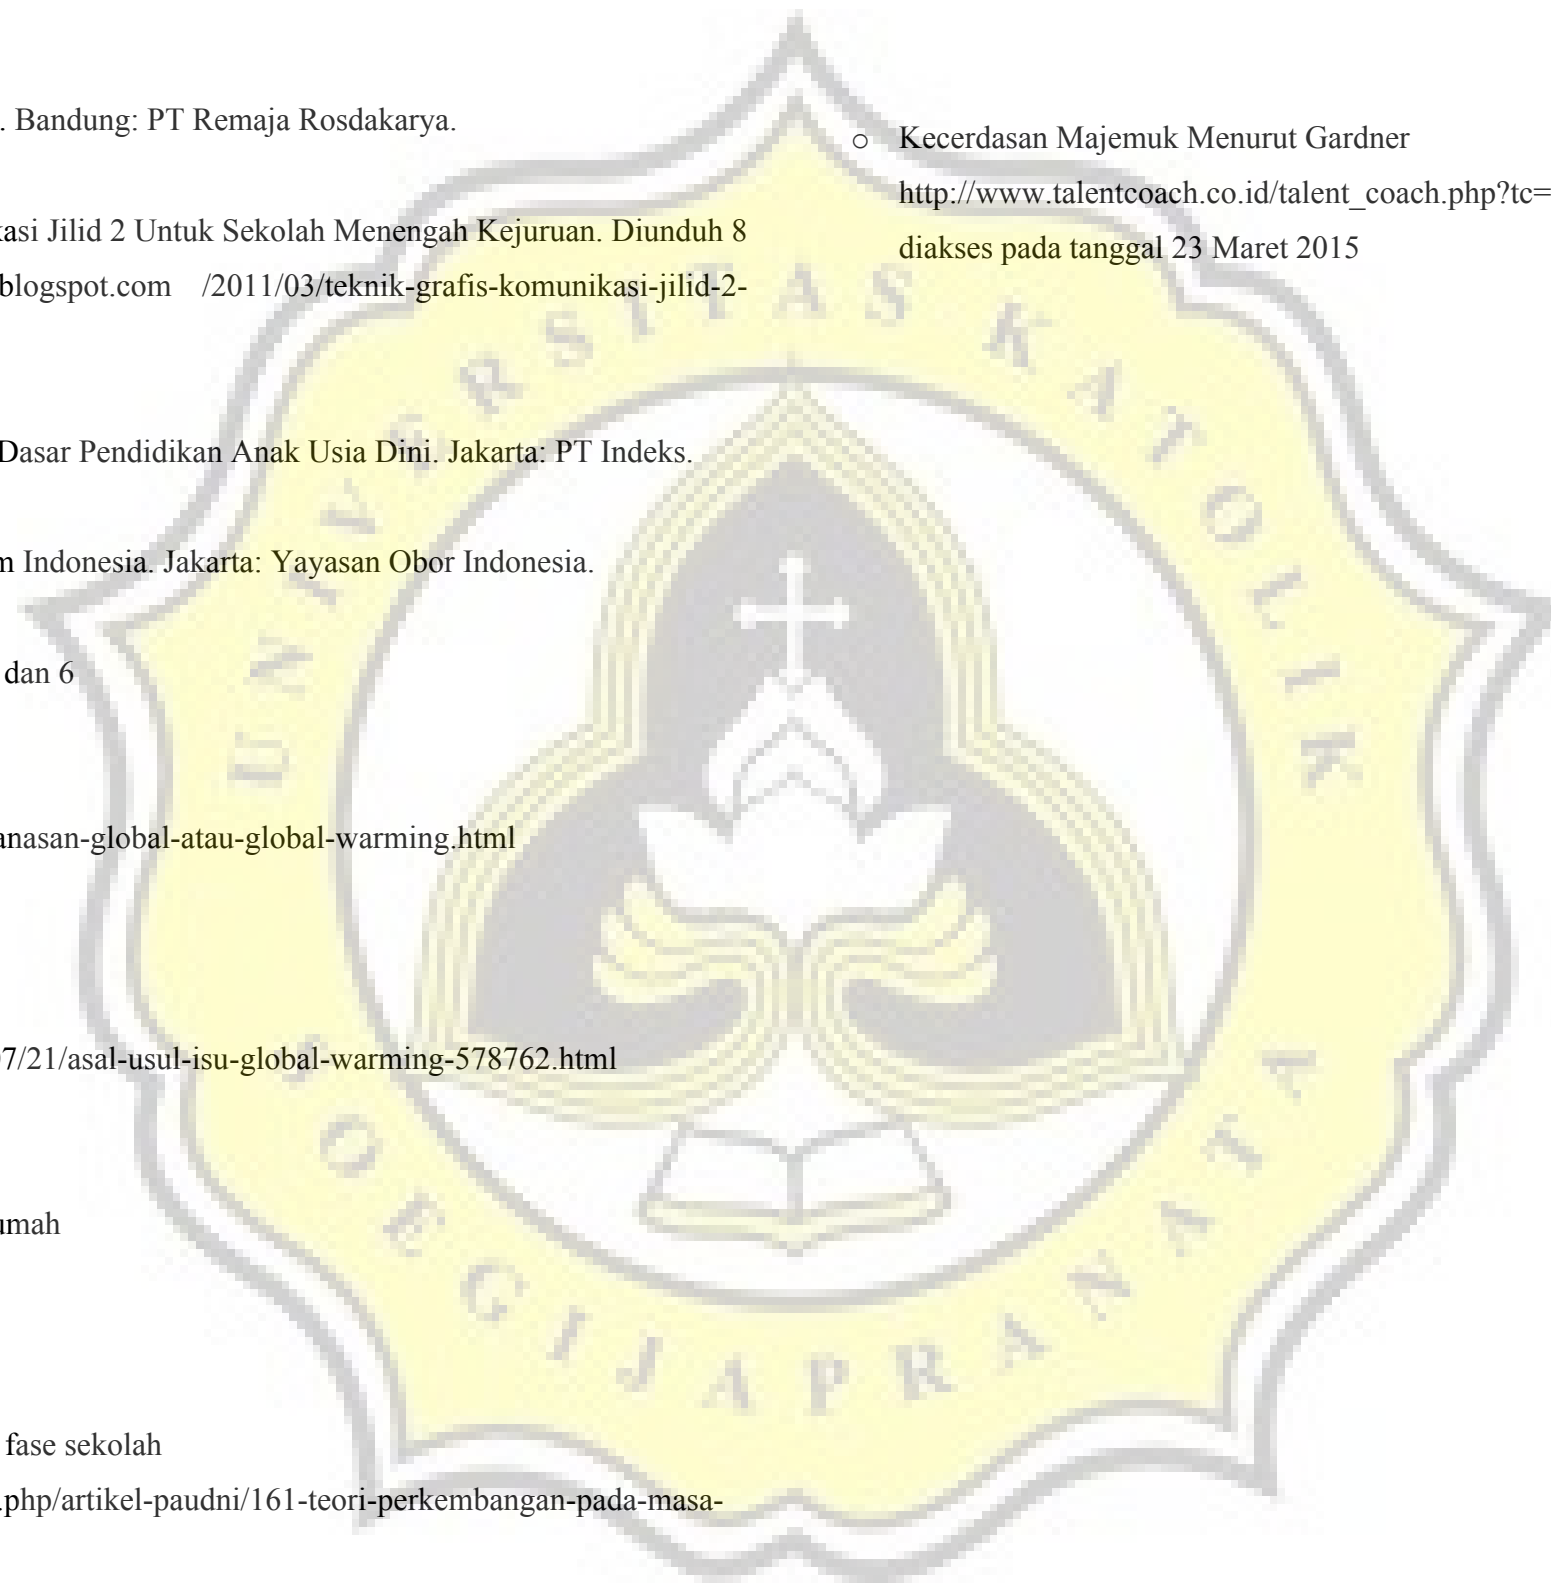 . Bandung: PT Remaja Rosdakarya.
kasi Jilid 2 Untuk Sekolah Menengah Kejuruan. Diunduh 8
blogspot.com /2011/03/teknik-grafis-komunikasi-jilid-2-
Dasar Pendidikan Anak Usia Dini. Jakarta: PT Indeks.
Indonesia. Jakarta: Yayasan Obor Indonesia.
dan 6
anasan-global-atau-global-warming.html
07/21/asal-usul-isu-global-warming-578762.html
umah
fase sekolah
.php/artikel-paudni/161-teori-perkembangan-pada-masa-
○ Kecerdasan Majemuk Menurut Gardner
http://www.talentcoach.co.id/talent_coach.php?tc=
diakses pada tanggal 23 Maret 2015
UNIVERSITAS KATOLIK
SOEGIJAPRANATA